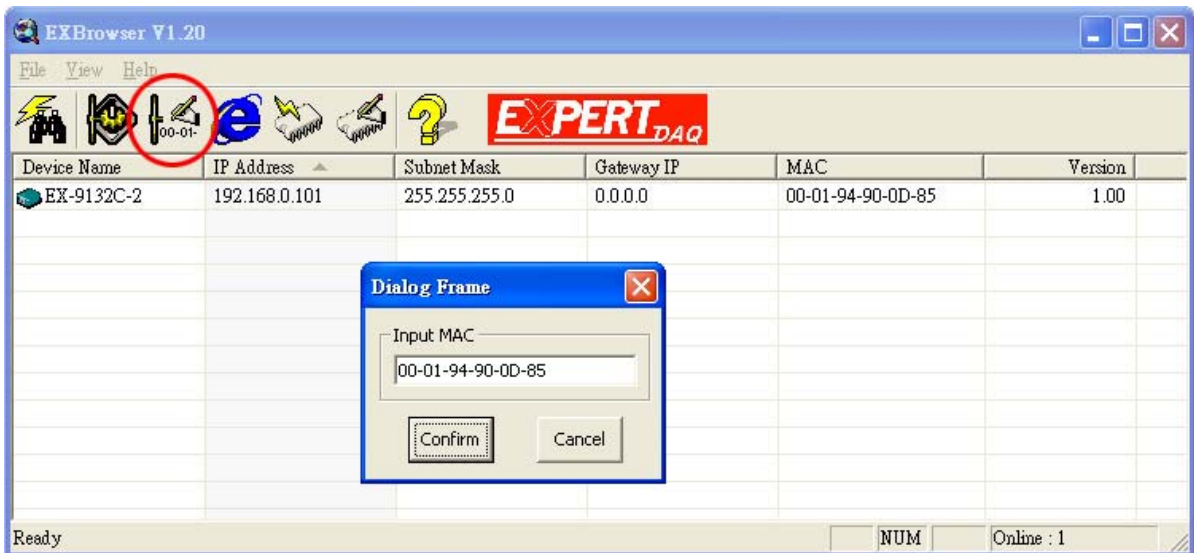 EXBrowser V1.20
File View Help
00-01-
EXPERT DAQ
Device Name IP Address Subnet Mask Gateway IP MAC Version
EX-9132C-2 192.168.0.101 255.255.255.0 0.0.0.0 00-01-94-90-0D-85 1.00
Dialog Frame
Input MAC
00-01-94-90-0D-85
Confirm Cancel
Ready NUM Online : 1